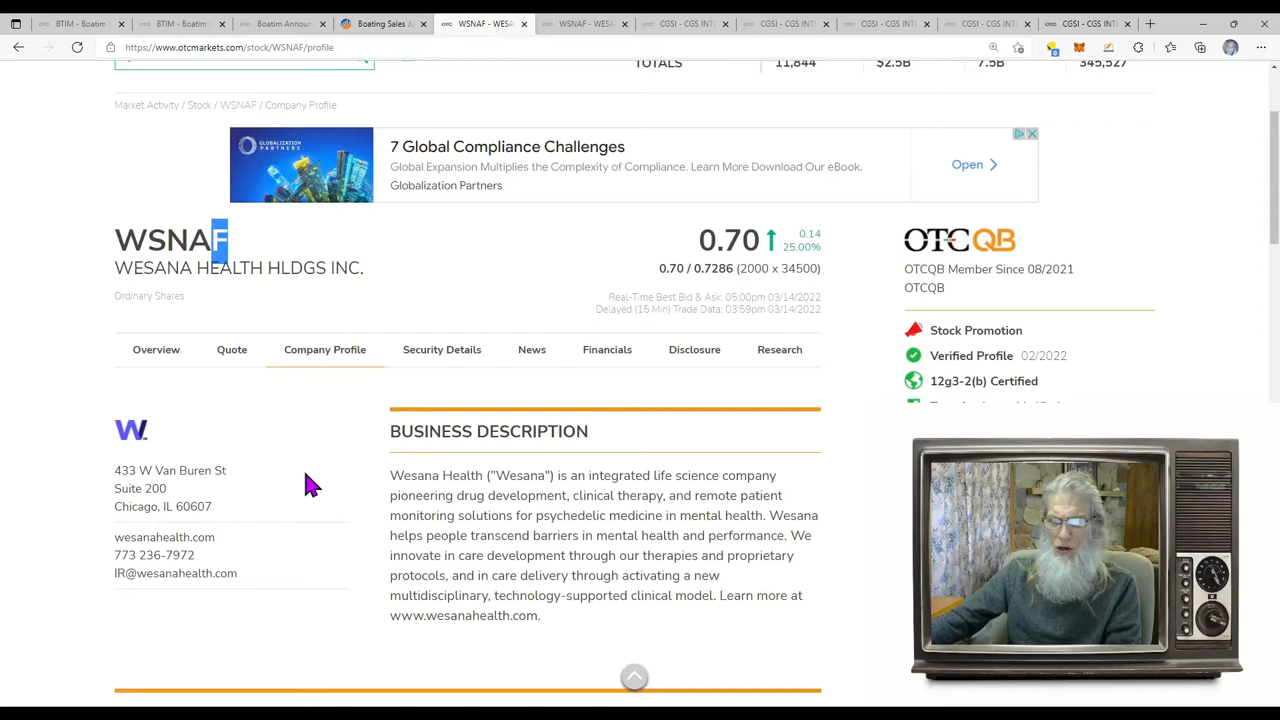 BTIM - Boatim I
BTIM - Boatim I
Boatim Announc
Boating Sales Ju
WSNAF - WESA
WSNAF - WESA
CGSI - CGS INTL
CGSI - CGS INTL
CGSI - CGS INTL
CGSI - CGS INTL
CGSI - CGS INTL
https://www.otcmarkets.com/stock/WSNAF/profile
TOTALS 11,844 $2.5B 7.5B 345,527
Market Activity / Stock / WSNAF / Company Profile
GLOBALIZATION PARTNERS
7 Global Compliance Challenges
Global Expansion Multiplies the Complexity of Compliance. Learn More Download Our eBook.
Globalization Partners
Open
WSNAF
WESANA HEALTH HLDGS INC.
Ordinary Shares
0.70 0.14
25.00%
0.70 / 0.7286 (2000 x 34500)
Real-Time Best Bid & Ask: 05:00pm 03/14/2022
Delayed (15 Min) Trade Data: 03:59pm 03/14/2022
OTCQB
OTCQB Member Since 08/2021
OTCQB
Stock Promotion
Verified Profile 02/2022
12g3-2(b) Certified
Overview Quote Company Profile Security Details News Financials Disclosure Research
W.
433 W Van Buren St
Suite 200
Chicago, IL 60607
wesanahealth.com
773 236-7972
IR@wesanahealth.com
BUSINESS DESCRIPTION
Wesana Health ("Wesana") is an integrated life science company
pioneering drug development, clinical therapy, and remote patient
monitoring solutions for psychedelic medicine in mental health. Wesana
helps people transcend barriers in mental health and performance. We
innovate in care development through our therapies and proprietary
protocols, and in care delivery through activating a new
multidisciplinary, technology-supported clinical model. Learn more at
www.wesanahealth.com.